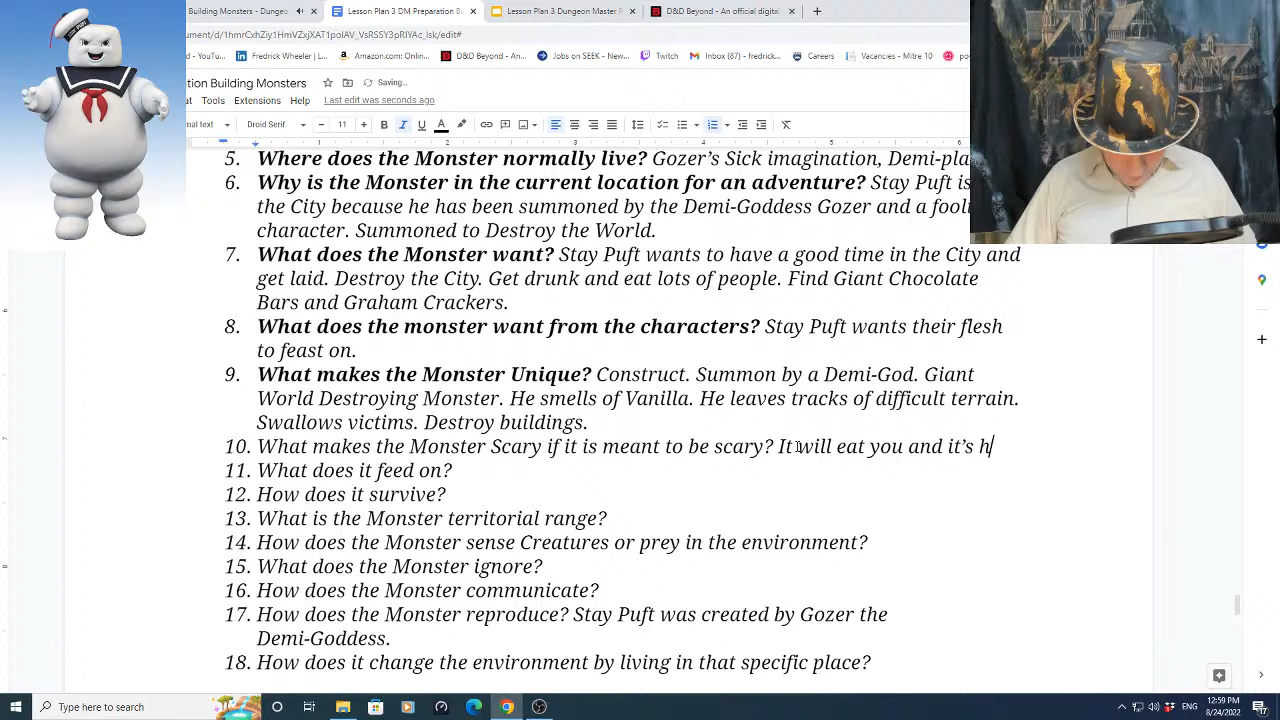 Building Monsters - Dungeo
Lesson Plan 3 DM Preparation Ba
Lesson Plan 3 Dungeon Master P
D&D Beyond - An official digit
ument/d/1hmrCxhZiy1HmVZxjXAT1polAV_VsRSSY3pRIYAc_lsk/edit#
d - YouTube
Fredrick Wheeler | L
Amazon.com: Onlin
Jobs on SEEK - New
D&D Beyond - An of
Twitch
Inbox (87) - fredrick
Careers
Vacancies - Mitre 10
tion Building Monsters
Saving...
at Tools Extensions Help Last edit was seconds ago
mal text Droid Serif 11
5. Where does the Monster normally live? Gozer's Sick imagination, Demi-pla
6. Why is the Monster in the current location for an adventure? Stay Puft is
the City because he has been summoned by the Demi-Goddess Gozer and a fooli
character. Summoned to Destroy the World.
7. What does the Monster want? Stay Puft wants to have a good time in the City and
get laid. Destroy the City. Get drunk and eat lots of people. Find Giant Chocolate
Bars and Graham Crackers.
8. What does the monster want from the characters? Stay Puft wants their flesh
to feast on.
9. What makes the Monster Unique? Construct. Summon by a Demi-God. Giant
World Destroying Monster. He smells of Vanilla. He leaves tracks of difficult terrain.
Swallows victims. Destroy buildings.
10. What makes the Monster Scary if it is meant to be scary? It will eat you and it's h
11. What does it feed on?
12. How does it survive?
13. What is the Monster territorial range?
14. How does the Monster sense Creatures or prey in the environment?
15. What does the Monster ignore?
16. How does the Monster communicate?
17. How does the Monster reproduce? Stay Puft was created by Gozer the
Demi-Goddess.
18. How does it change the environment by living in that specific place?
Type here to search
ENG
12:59 PM
8/24/2022
17